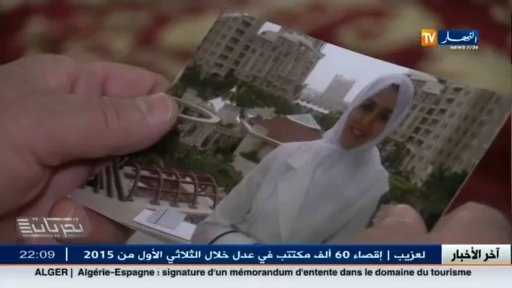 النهار TV
NEWS 7/24
تحريات
آخر الأخبار
لعزيب | إقصاء 60 ألف مكتتب في عدل خلال الثلاثي الأول من 2015
22:09
ALGER | Algérie-Espagne : signature d'un mémorandum d'entente dans le domaine du tourisme